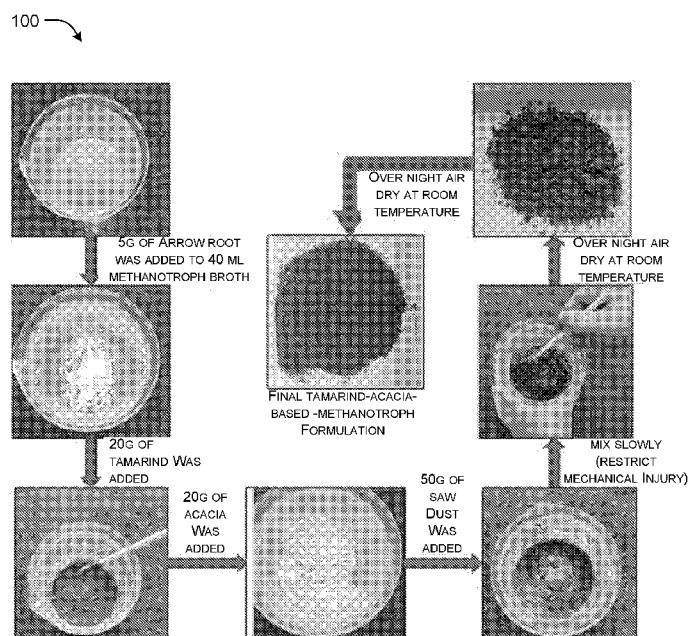 100
5G OF ARROW ROOT
WAS ADDED TO 40 ML
METHANOTROPH BROTH
20G OF
TAMARIND WAS
ADDED
20G OF
ACACIA
WAS
ADDED
50G OF
SAW
DUST
WAS
ADDED
MIX SLOWLY
(RESTRICT
MECHANICAL INJURY)
OVER NIGHT AIR
DRY AT ROOM
TEMPERATURE
OVER NIGHT AIR
DRY AT ROOM
TEMPERATURE
FINAL TAMARIND-ACACIA-
BASED -METHANOTROPH
FORMULATION